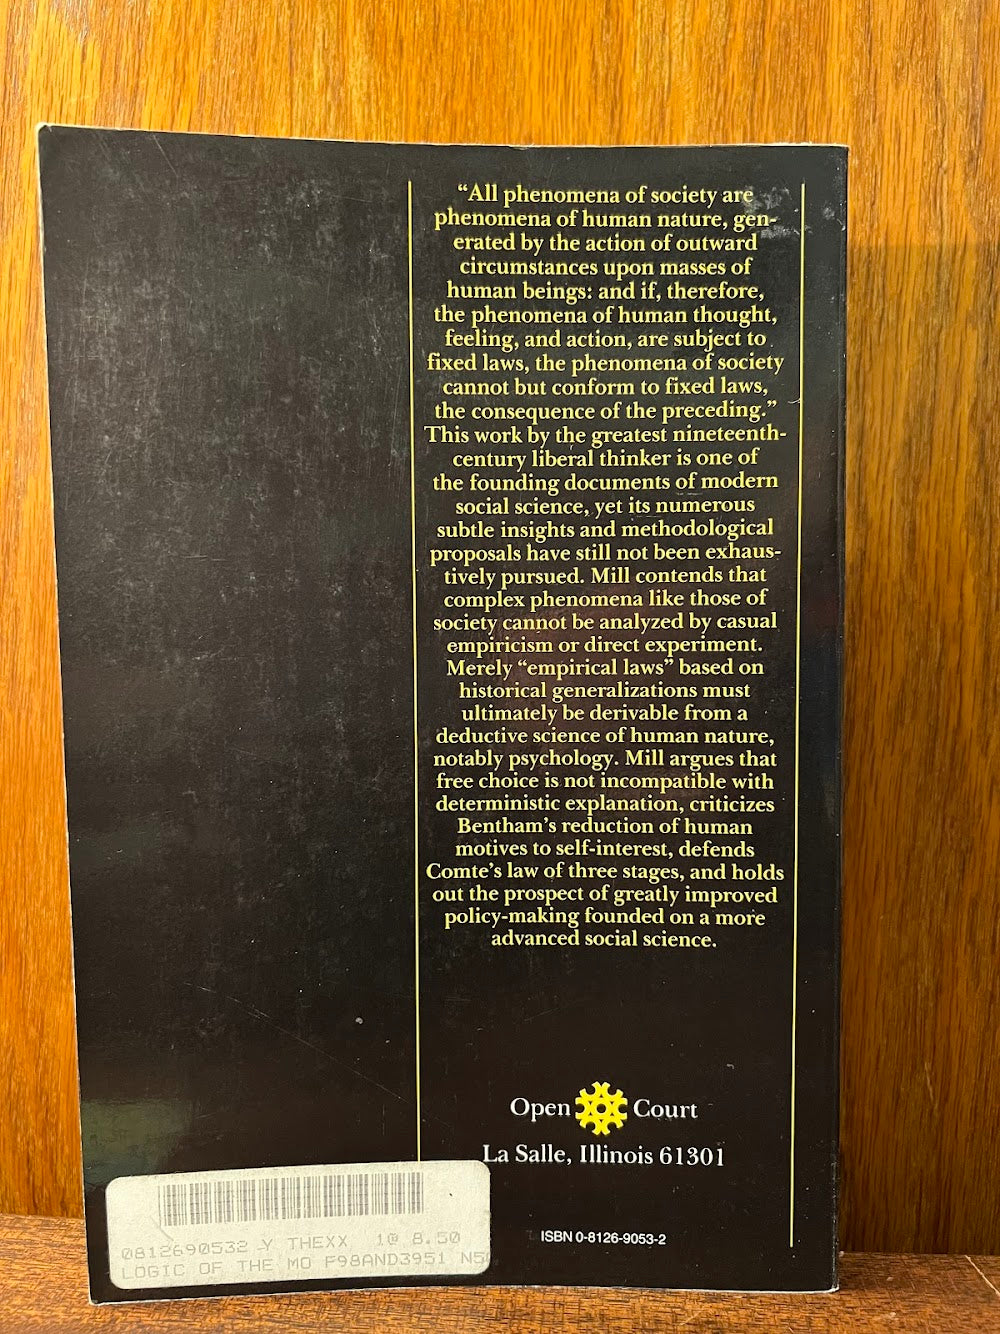 “All phenomena of society are
phenomena of human nature, gen-
erated by the action of outward
circumstances upon masses of
human beings: and if, therefore,
the phenomena of human thought,
feeling, and action, are subject to
fixed laws, the phenomena of society
cannot but conform to fixed laws,
the consequence of the preceding.”
This work by the greatest nineteenth-
century liberal thinker is one of
the founding documents of modern
social science, yet its numerous
subtle insights and methodological
proposals have still not been exhaus-
tively pursued. Mill contends that
complex phenomena like those of
society cannot be analyzed by casual
empiricism or direct experiment.
Merely “empirical laws” based on
historical generalizations must
ultimately be derivable from a
deductive science of human nature,
notably psychology. Mill argues that
free choice is not incompatible with
deterministic explanation, criticizes
Bentham’s reduction of human
motives to self-interest, defends
Comte’s law of three stages, and holds
out the prospect of greatly improved
policy-making founded on a more
advanced social science.
Open Court
La Salle, Illinois 61301
ISBN 0-8126-9053-2
0812690532 Y THEXX 1@ 8.50
LOGIC OF THE MO F98AND3951